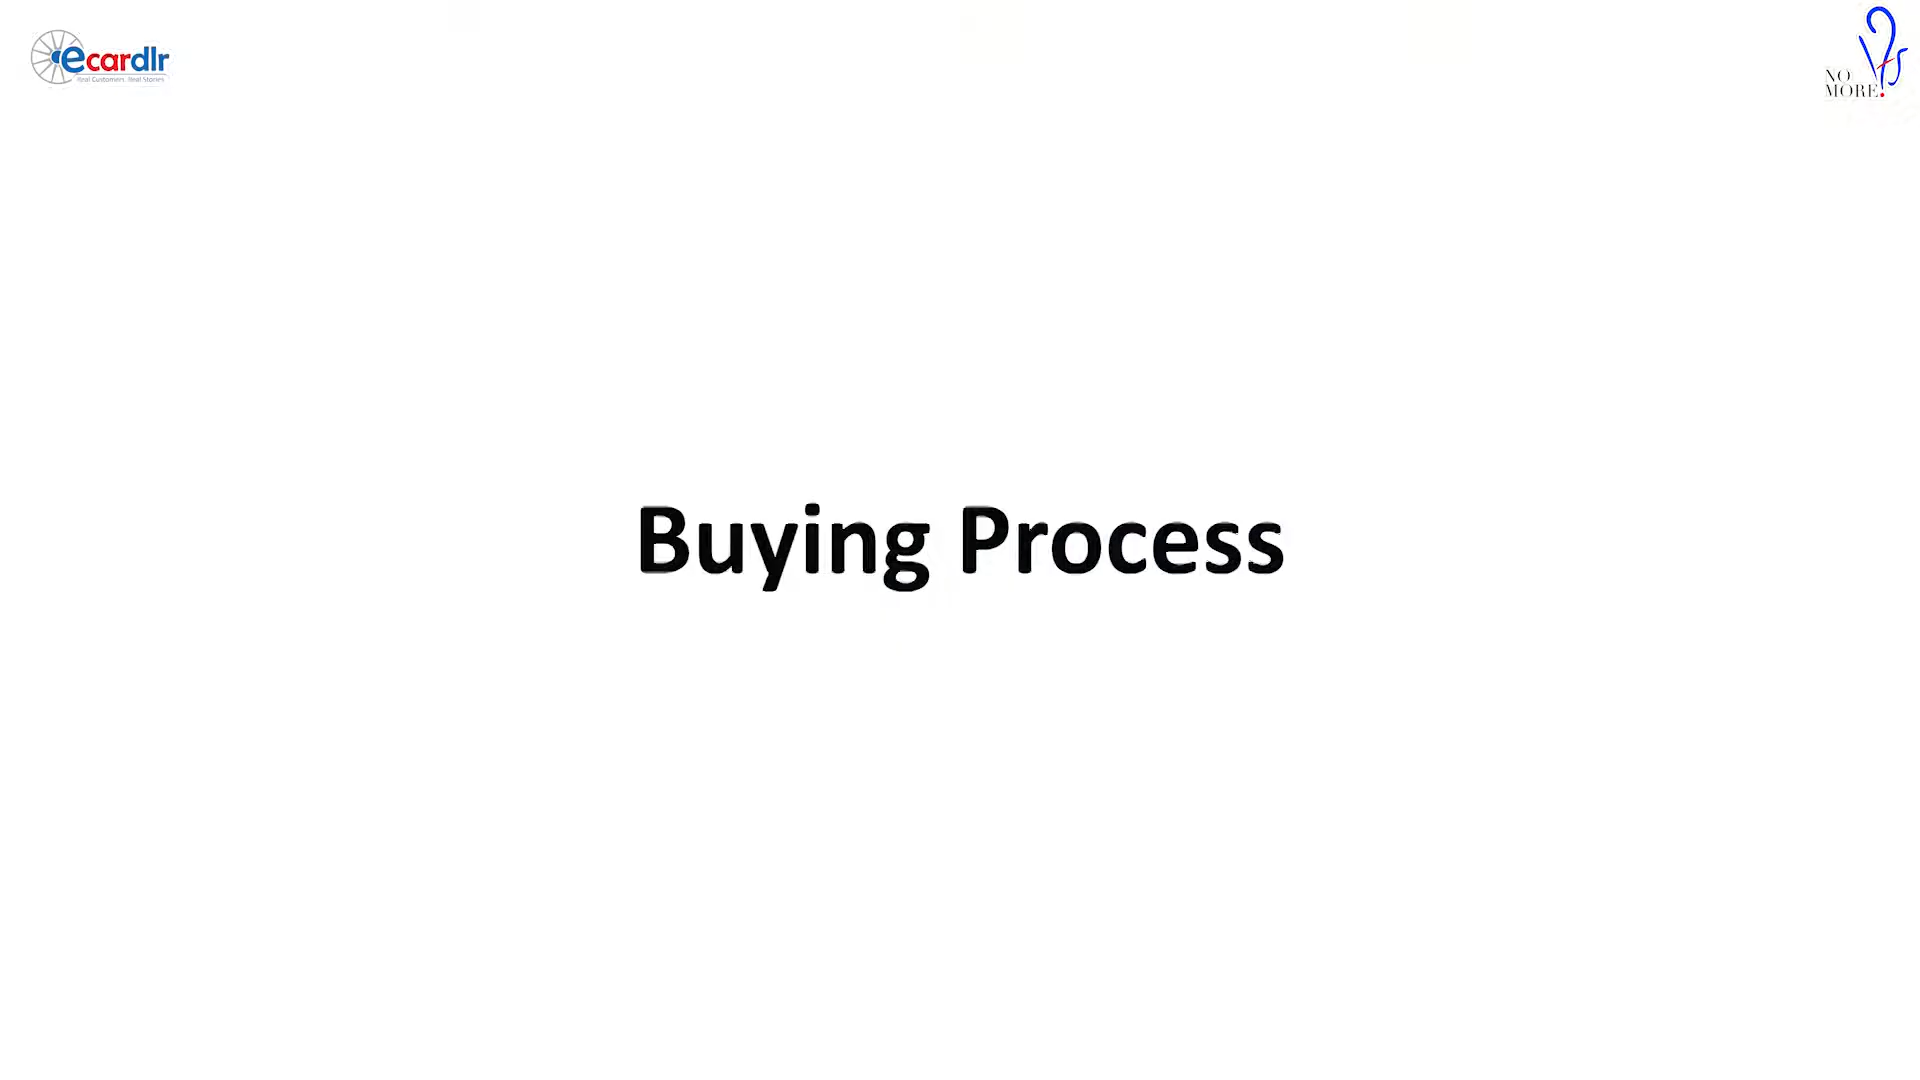 ecardlr
Real Customers. Real Stories
NO
MORE
Buying Process